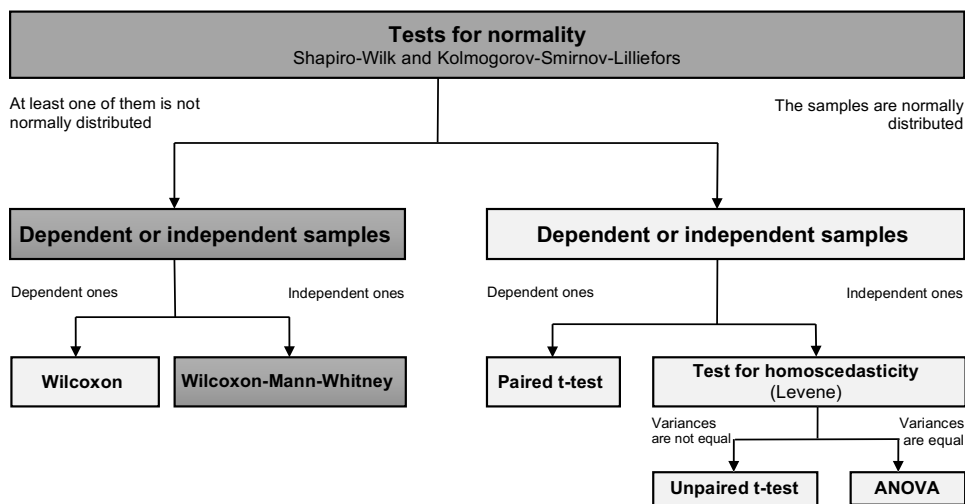 Tests for normality
Shapiro-Wilk and Kolmogorov-Smirnov-Lilliefors
At least one of them is not
normally distributed
The samples are normally
distributed
Dependent or independent samples
Dependent or independent samples
Dependent ones
Independent ones
Dependent ones
Independent ones
Wilcoxon
Wilcoxon-Mann-Whitney
Paired t-test
Test for homoscedasticity
(Levene)
Variances
are not equal
Variances
are equal
Unpaired t-test
ANOVA